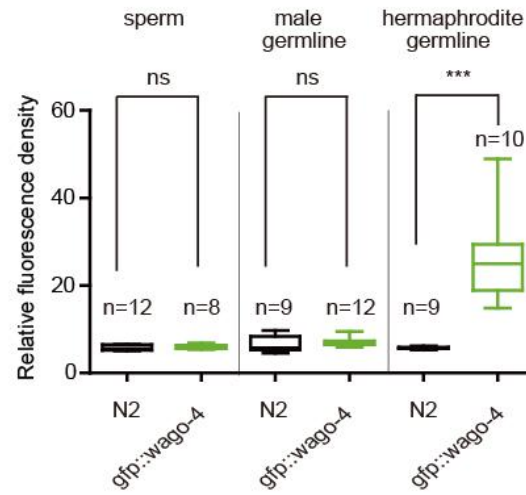 sperm
male
germline
hermaphrodite
germline
ns
ns
***
Relative fluorescence density
60
40
20
0
n=12
n=8
n=9
n=12
n=9
n=10
N2
gfp::wago-4
N2
gfp::wago-4
N2
gfp::wago-4